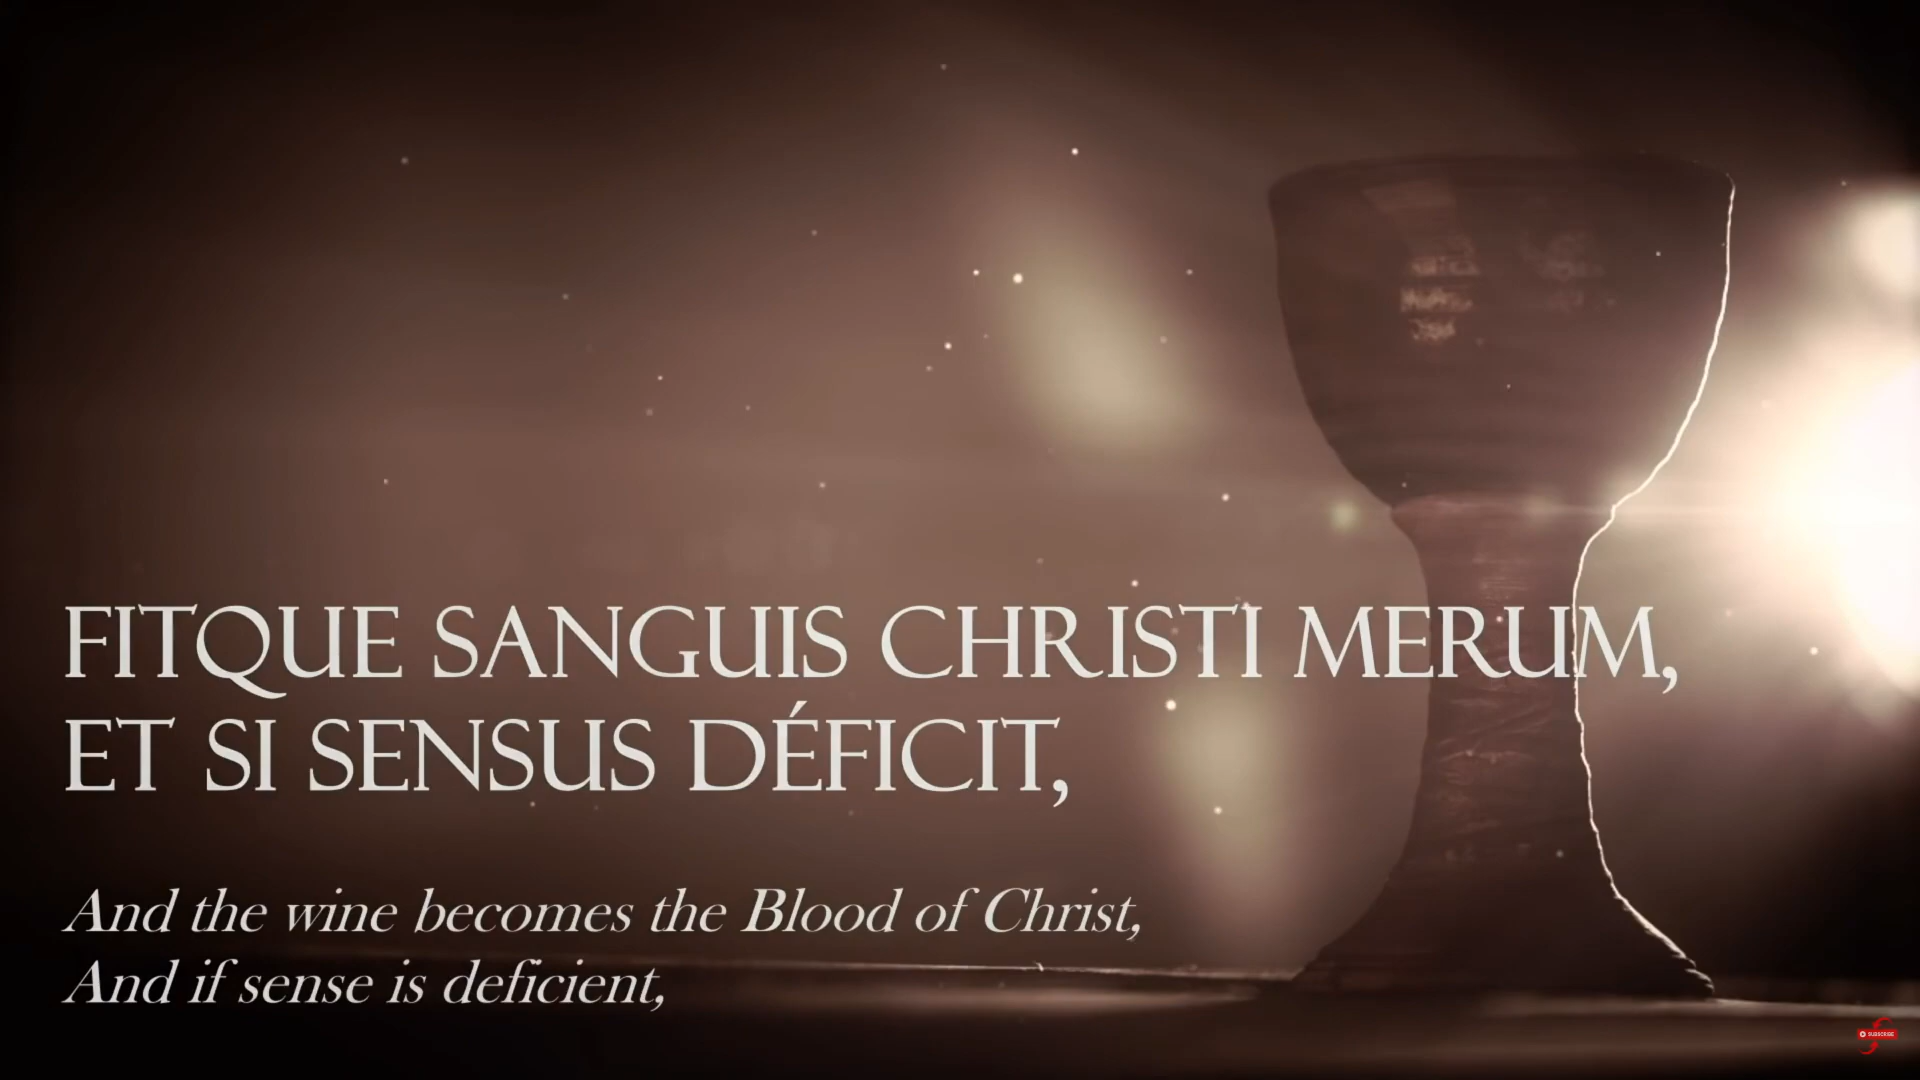 FITQUE SANGUIS CHRISTI MERUM,
ET SI SENSUS DÉFICIT,
And the wine becomes the Blood of Christ,
And if sense is deficient,
SUBSCRIBE